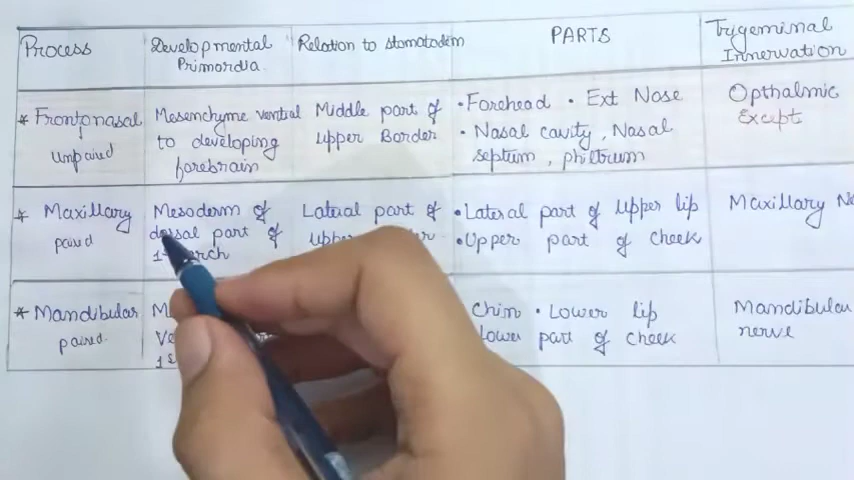 Process
Developmental
Primordia.
Relation to stomatodem
PARTS
Trigeminal
Innervation
* Frontonasal
unpaired
Mesenchyme ventral
to developing
forebrain
Middle part of
upper Border
• Forehead • Ext Nose
• Nasal cavity, Nasal
septum, philtrum
Opthalmic
Except
* Maxillary
paired
Mesoderm of
dorsal part of
Lateral part of
• Lateral part of Upper lip
• Upper part of cheek
Maxillary
* Mandibular
paired.
Chin • Lower lip
Lower part of cheek
Mandibular
nerve